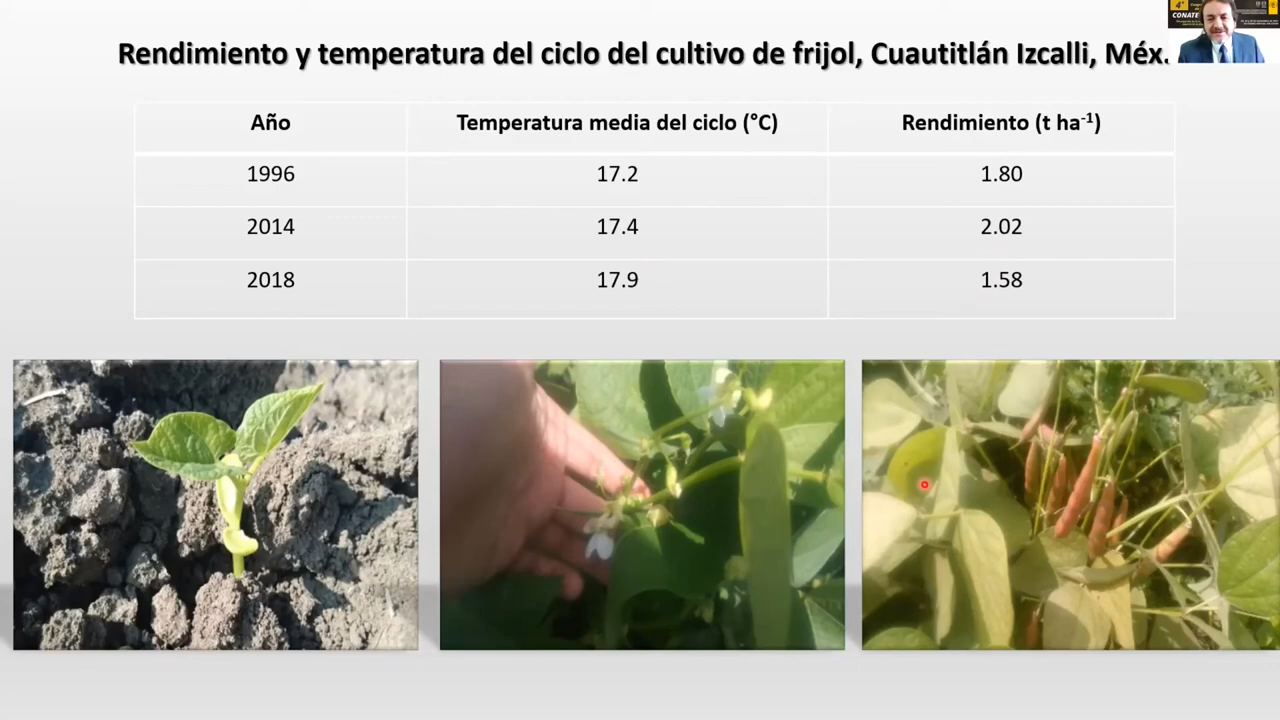 4°
CONATE
Rendimiento y temperatura del ciclo del cultivo de frijol, Cuautitlán Izcalli, Méx.
Año Temperatura media del ciclo (°C) Rendimiento (t ha-1)
1996 17.2 1.80
2014 17.4 2.02
2018 17.9 1.58